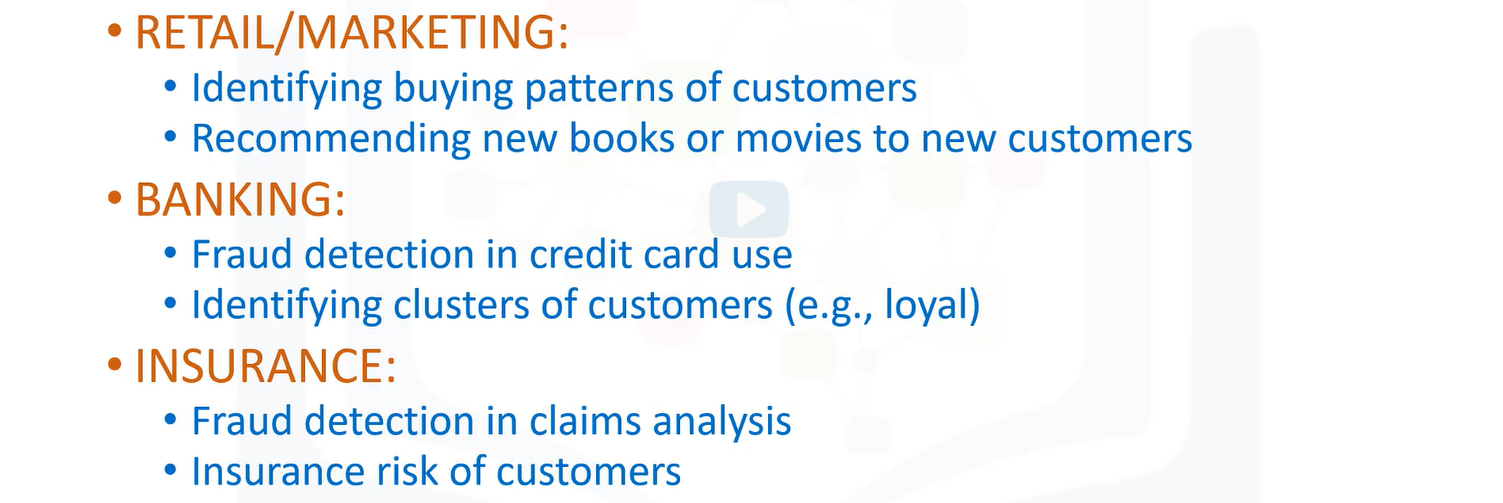 • RETAIL/MARKETING:
• Identifying buying patterns of customers
• Recommending new books or movies to new customers
• BANKING:
• Fraud detection in credit card use
• Identifying clusters of customers (e.g., loyal)
• INSURANCE:
• Fraud detection in claims analysis
• Insurance risk of customers